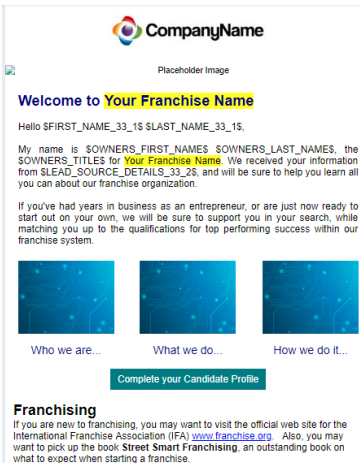 CompanyName
Placeholder Image
Welcome to Your Franchise Name
Hello $FIRST_NAME_33_1$ $LAST_NAME_33_1$,
My name is $OWNERS_FIRST_NAME$ $OWNERS_LAST_NAME$, the
$OWNERS_TITLE$ for Your Franchise Name. We received your information
from $LEAD_SOURCE_DETAILS_33_2$, and will be sure to help you learn all
you can about our franchise organization.
If you've had years in business as an entrepreneur, or are just now ready to
start out on your own, we will be sure to support you in your search, while
matching you up to the qualifications for top performing success within our
franchise system.
Who we are... What we do... How we do it...
Complete your Candidate Profile
Franchising
If you are new to franchising, you may want to visit the official web site for the
International Franchise Association (IFA) www.franchise.org. Also, you may
want to pick up the book Street Smart Franchising, an outstanding book on
what to expect when starting a franchise.